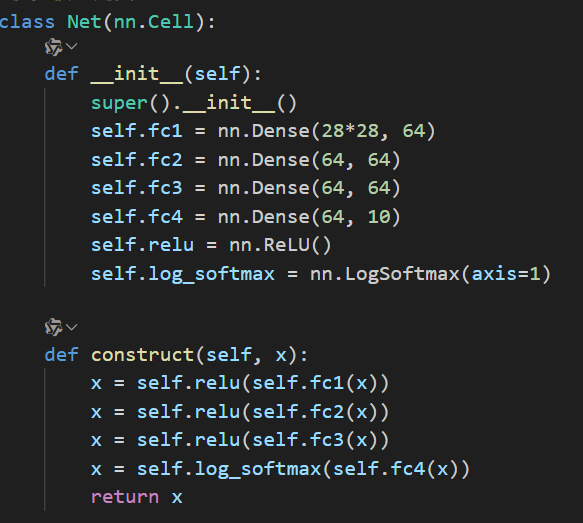 class Net(nn.Cell):
    def __init__(self):
        super().__init__()
        self.fc1 = nn.Dense(28*28, 64)
        self.fc2 = nn.Dense(64, 64)
        self.fc3 = nn.Dense(64, 64)
        self.fc4 = nn.Dense(64, 10)
        self.relu = nn.ReLU()
        self.log_softmax = nn.LogSoftmax(axis=1)
    def construct(self, x):
        x = self.relu(self.fc1(x))
        x = self.relu(self.fc2(x))
        x = self.relu(self.fc3(x))
        x = self.log_softmax(self.fc4(x))
        return x